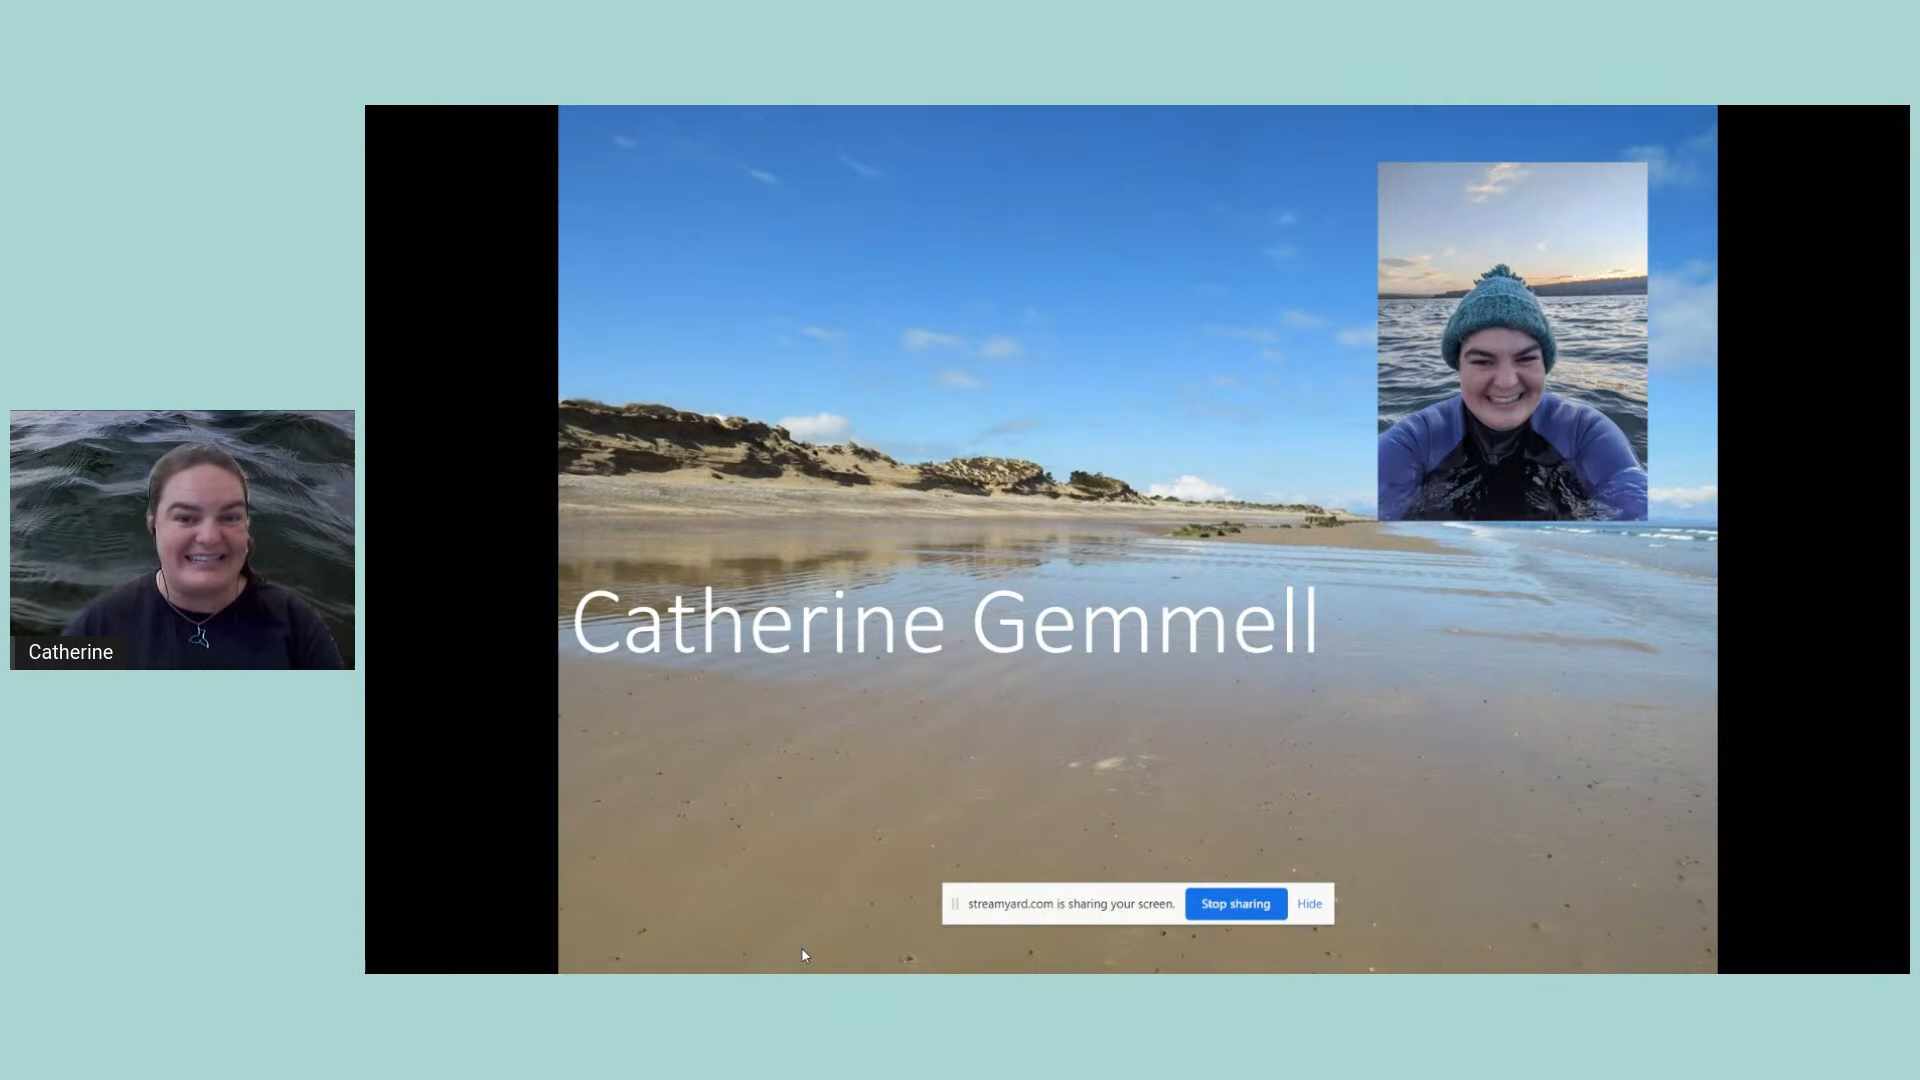 Catherine Gemmell
Catherine
streamyard.com is sharing your screen. Stop sharing Hide